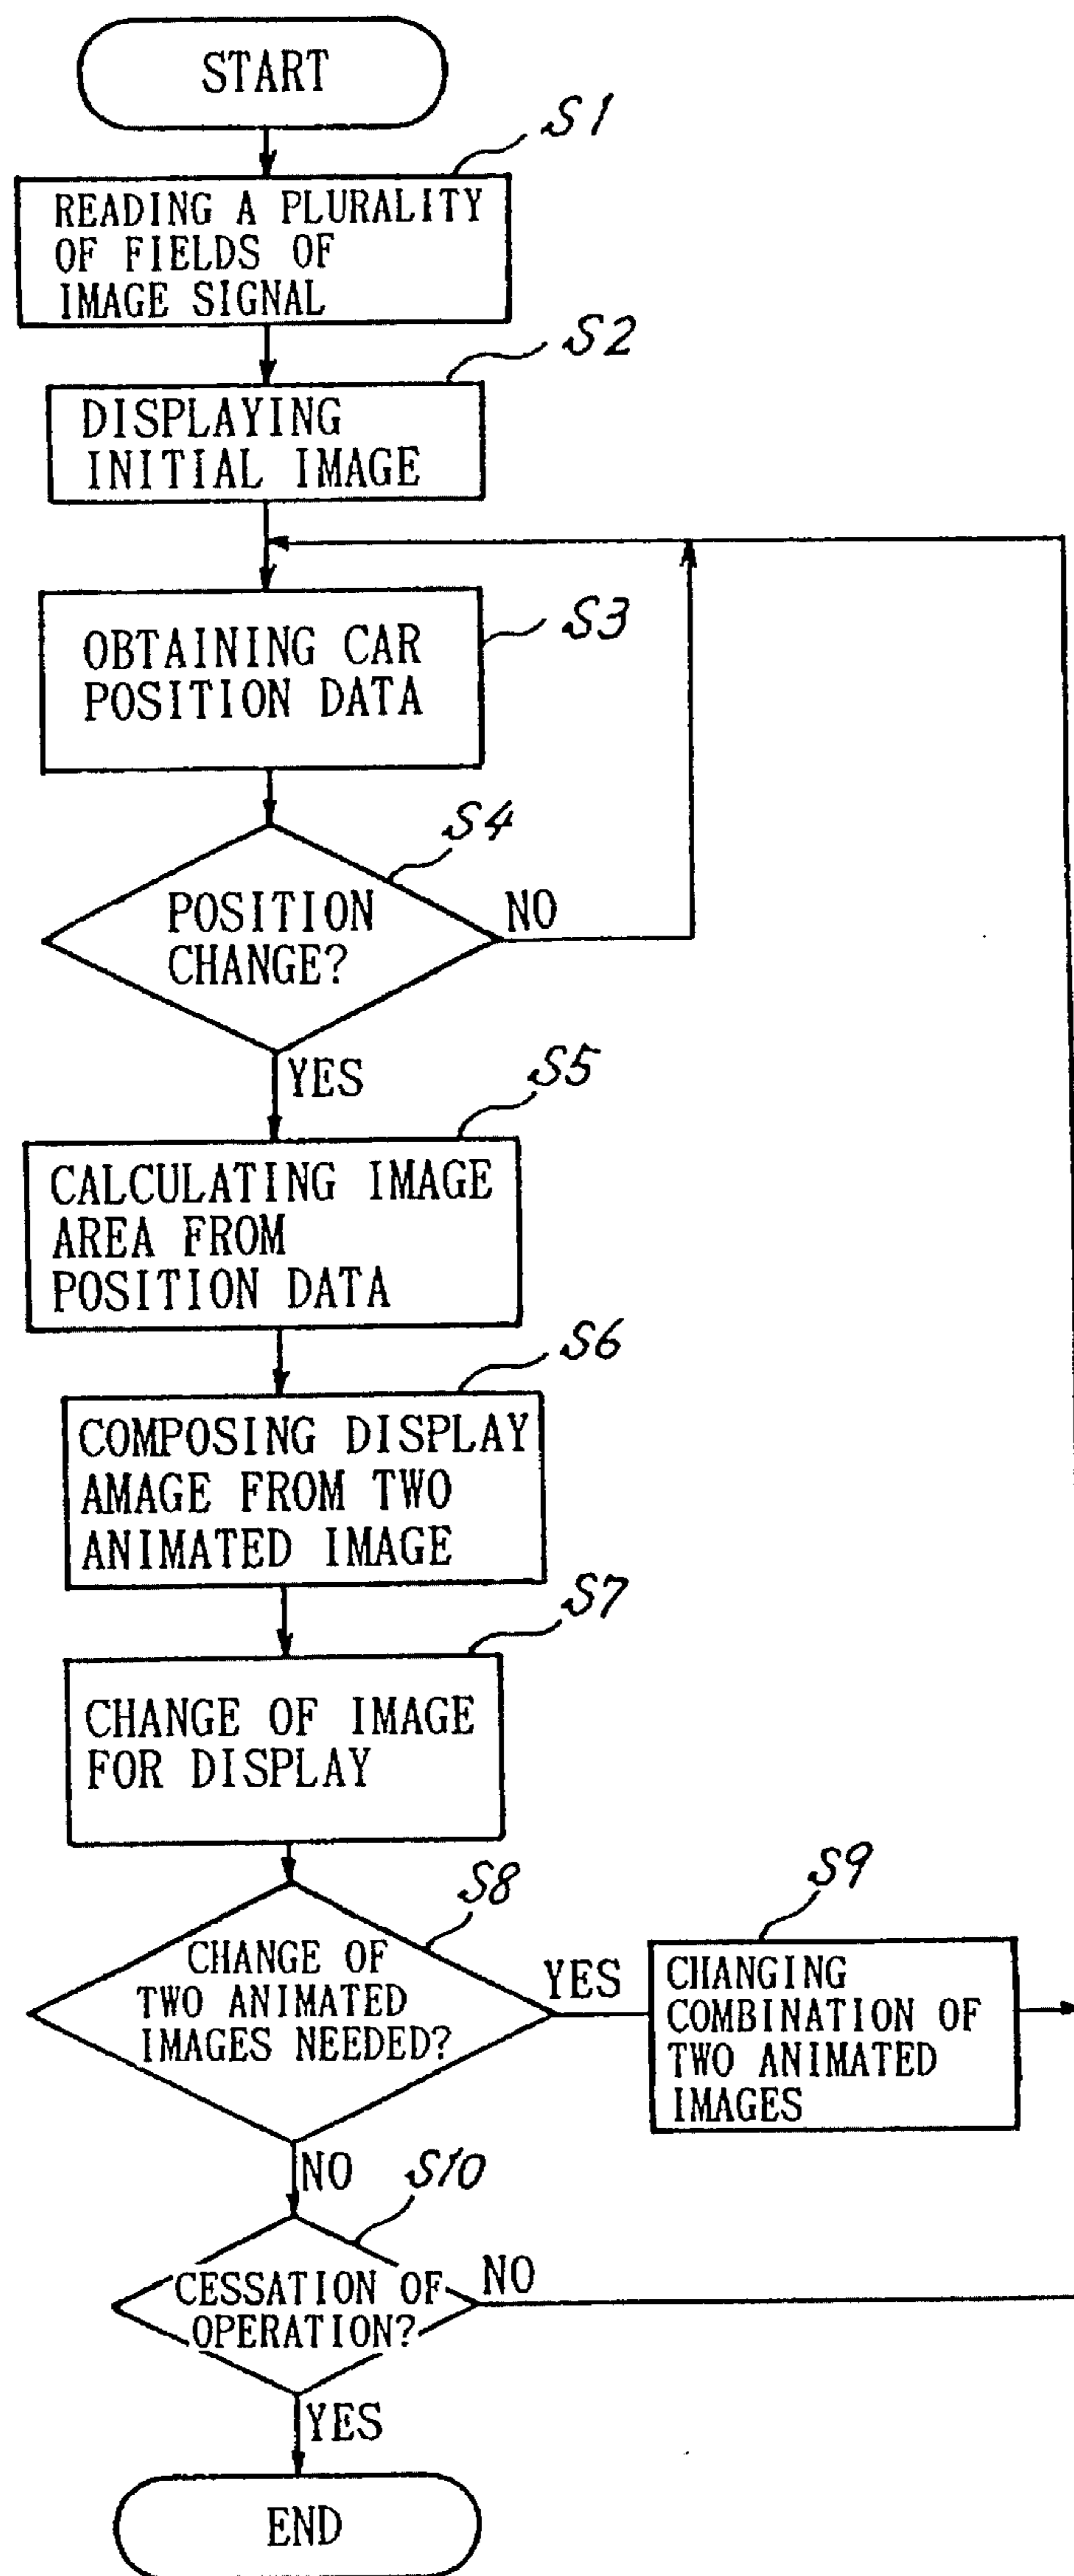 START
S1
READING A PLURALITY
OF FIELDS OF
IMAGE SIGNAL
S2
DISPLAYING
INITIAL IMAGE
S3
OBTAINING CAR
POSITION DATA
S4
POSITION
CHANGE?
NO
YES
S5
CALCULATING IMAGE
AREA FROM
POSITION DATA
S6
COMPOSING DISPLAY
AMAGE FROM TWO
ANIMATED IMAGE
S7
CHANGE OF IMAGE
FOR DISPLAY
S8
CHANGE OF
TWO ANIMATED
IMAGES NEEDED?
YES
S9
CHANGING
COMBINATION OF
TWO ANIMATED
IMAGES
NO
S10
CESSATION OF
OPERATION?
NO
YES
END